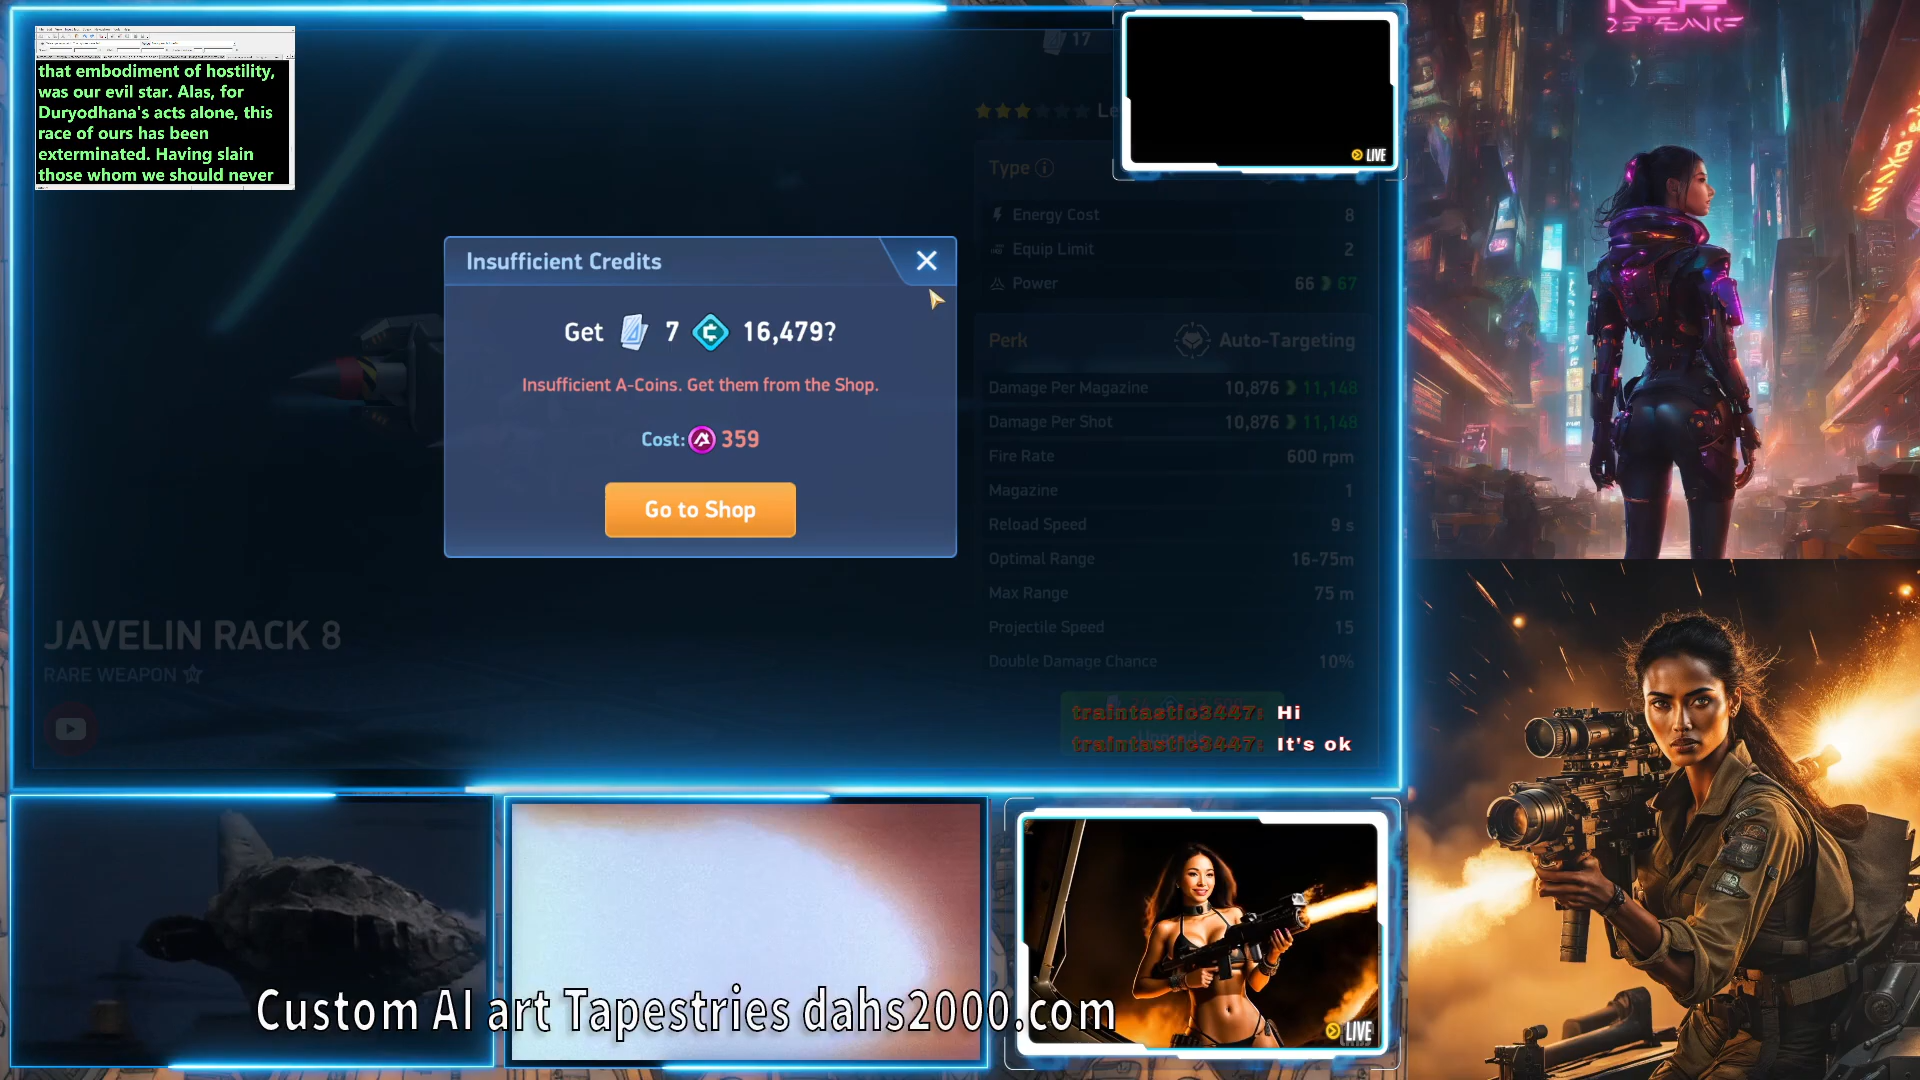 that embodiment of hostility,
was our evil star. Alas, for
Duryodhana's acts alone, this
race of ours has been
exterminated. Having slain
those whom we should never
17
Le
LIVE
Type
Energy Cost 8
Equip Limit 2
Power 66 67
Insufficient Credits
Get 7 16,479?
Insufficient A-Coins. Get them from the Shop.
Cost: 359
Go to Shop
Perk Auto-Targeting
Damage Per Magazine 10,876 11,148
Damage Per Shot 10,876 11,148
Fire Rate 600 rpm
Magazine 1
Reload Speed 9 s
Optimal Range 16-75m
Max Range 75 m
Projectile Speed 15
Double Damage Chance 10%
JAVELIN RACK 8
RARE WEAPON
traintastic3447: Hi
traintastic3447: It's ok
Custom AI art Tapestries dahs2000.com
LIVE